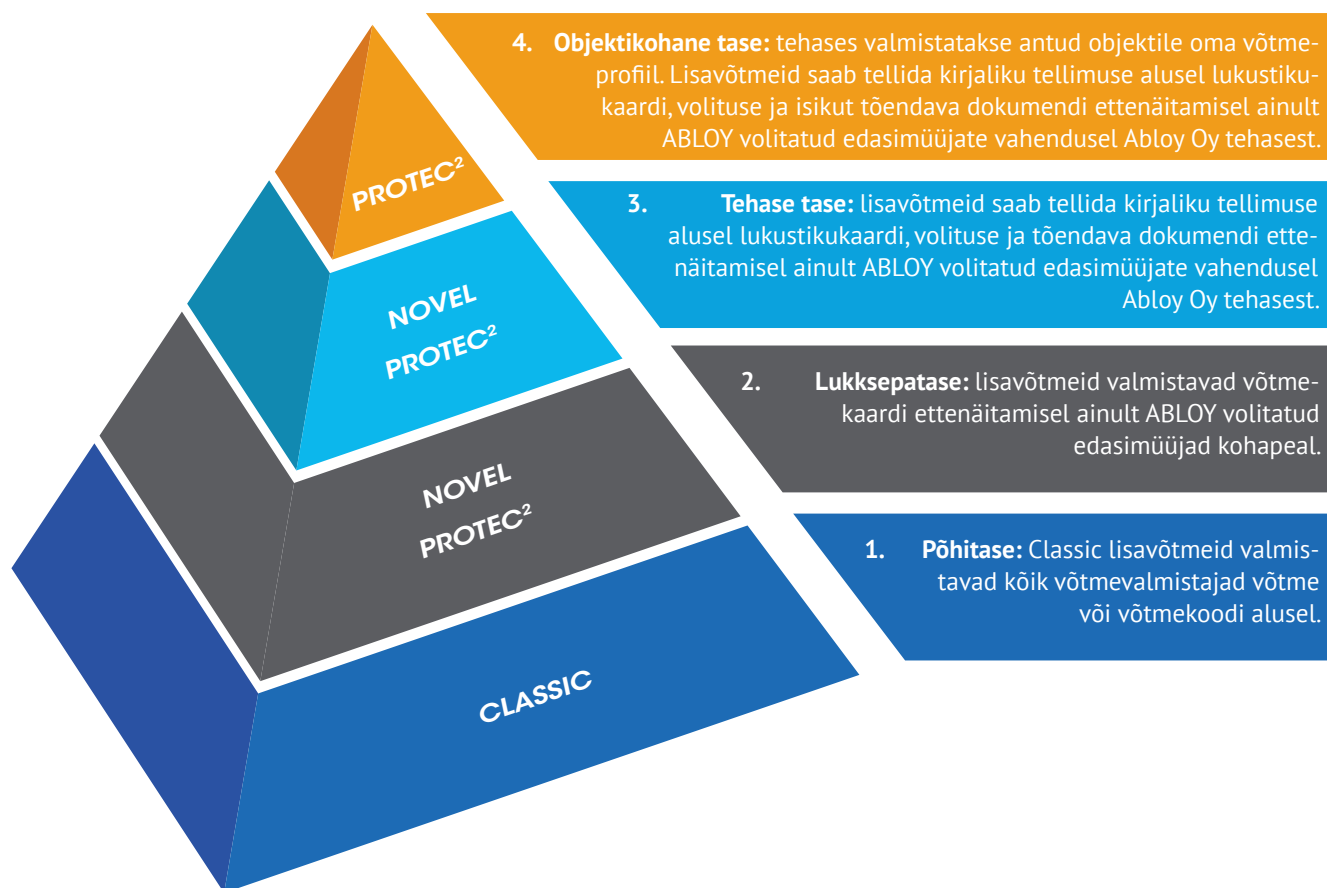 4. Objektikohane tase: tehases valmistatakse antud objektile oma võtme-
profiil. Lisavõtmeid saab tellida kirjaliku tellimuse alusel lukustiku-
kaardi, volituse ja isikut tõendava dokumendi ettenäitamisel ainult
ABLOY volitatud edasimüüjate vahendusel Abloy Oy tehasest.
PROTEC²
3. Tehase tase: lisavõtmeid saab tellida kirjaliku tellimuse
alusel lukustikukaardi, volituse ja tõendava dokumendi ette-
näitamisel ainult ABLOY volitatud edasimüüjate vahendusel
Abloy Oy tehasest.
NOVEL
PROTEC²
2. Lukksepatase: lisavõtmeid valmistavad võtme-
kaardi ettenäitamisel ainult ABLOY volitatud
edasimüüjad kohapeal.
NOVEL
PROTEC²
1. Põhitase: Classic lisavõtmeid valmis-
tavad kõik võtmevalmistajad võtme
või võtmekoodi alusel.
CLASSIC